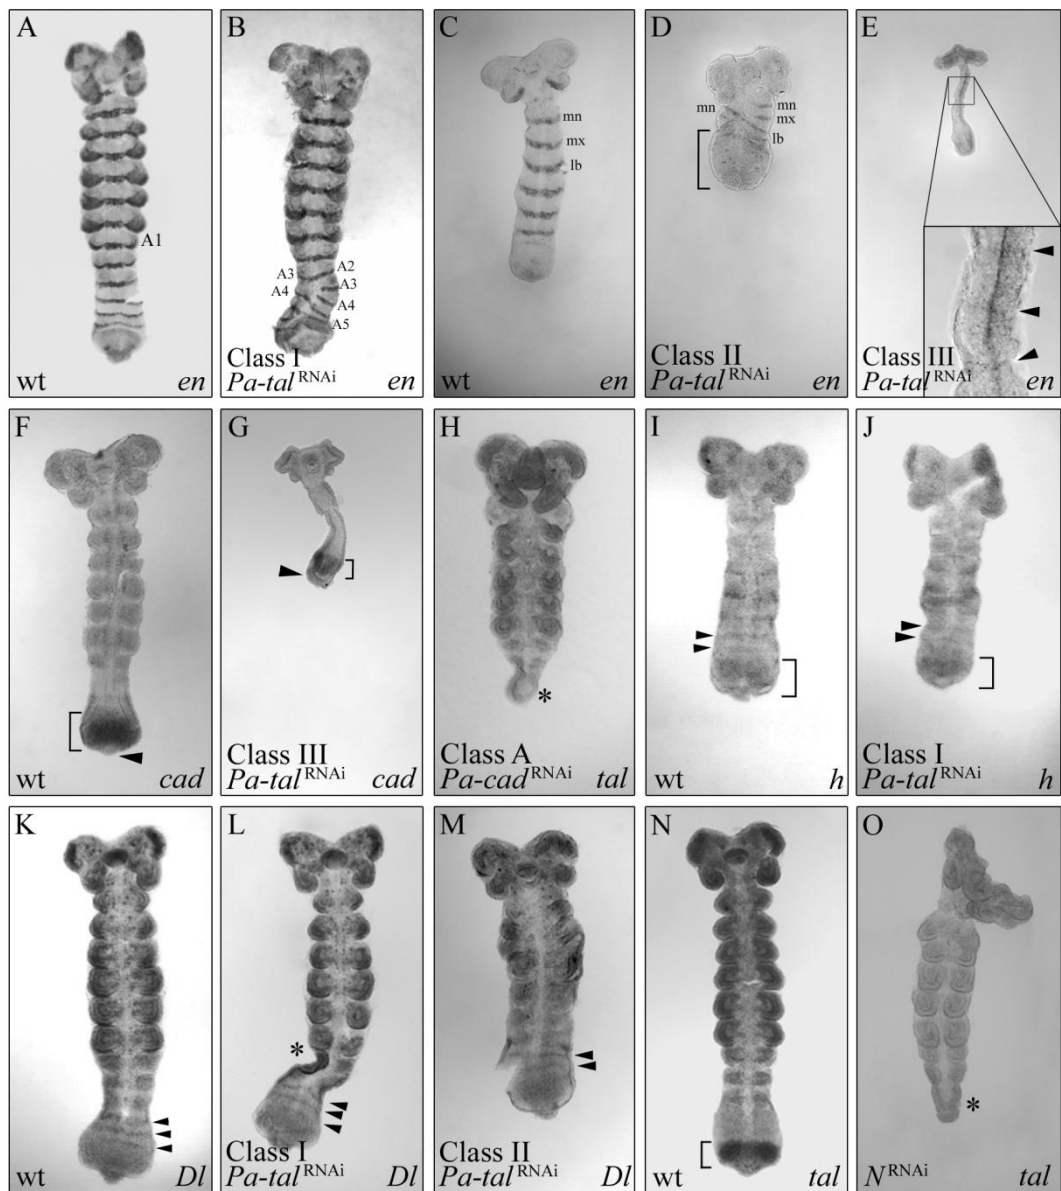 A
A1
wt
en
B
A3
A2
A4
A3
A4
A5
Class I
Pa-tal RNAi
en
C
mn
mx
lb
wt
en
D
mn
mn
mx
lb
Class II
Pa-tal RNAi
en
E
Class III
Pa-tal RNAi
en
F
wt
cad
G
Class III
Pa-tal RNAi
cad
H
*
Class A
Pa-cad RNAi
tal
I
wt
h
J
Class I
Pa-tal RNAi
h
K
wt
Dl
L
*
Class I
Pa-tal RNAi
Dl
M
Class II
Pa-tal RNAi
Dl
N
wt
tal
O
*
N RNAi
tal